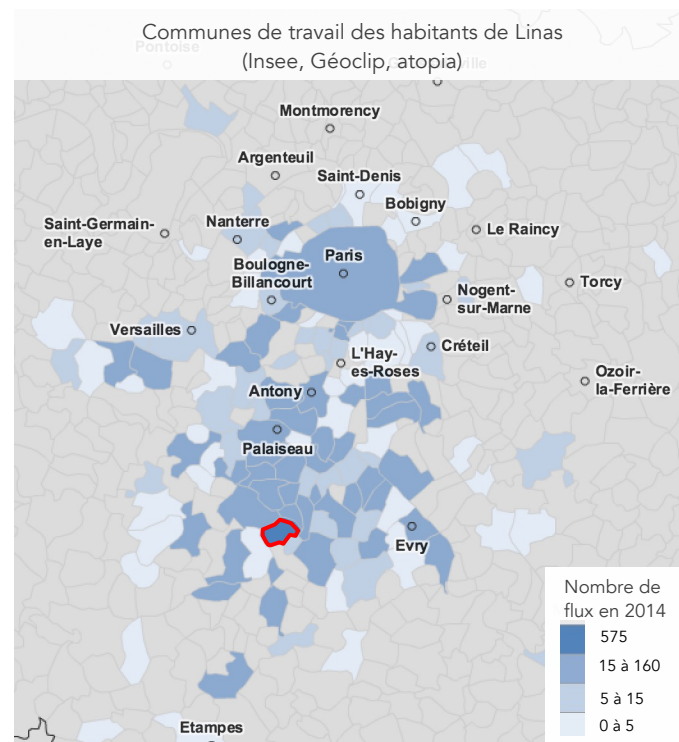 Communes de travail des habitants de Linas
(Insee, Géoclip, atopia)
Pontoise
Montmorency
Argenteuil
Saint-Denis
Bobigny
Saint-Germain-
en-Laye
Nanterre
Le Raincy
Paris
Boulogne-
Billancourt
Torcy
Nogent-
sur-Marne
Versailles
Créteil
L'Hay-
es-Roses
Ozoir-
la-Ferrière
Antony
Palaiseau
Evry
Etampes
Nombre de
flux en 2014
575
15 à 160
5 à 15
0 à 5